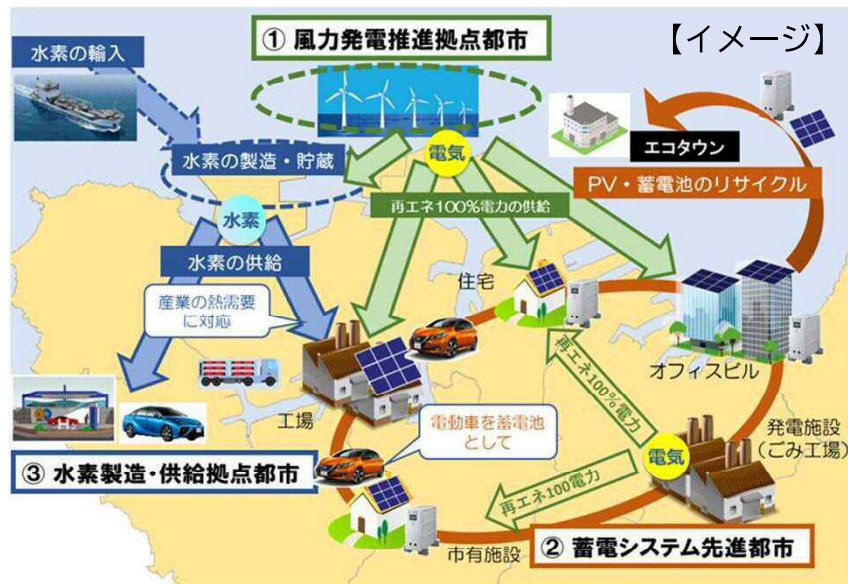 ① 風力発電推進拠点都市
【イメージ】
水素の輸入
水素の製造・貯蔵
電気
エコタウン
PV・蓄電池のリサイクル
再エネ100%電力の供給
水素
水素の供給
産業の熱需要
に対応
住宅
オフィスビル
工場
再エネ100%電力
電動車を蓄電池
として
発電施設
(ごみ工場)
電気
③ 水素製造・供給拠点都市
再エネ100電力
市有施設
② 蓄電システム先進都市